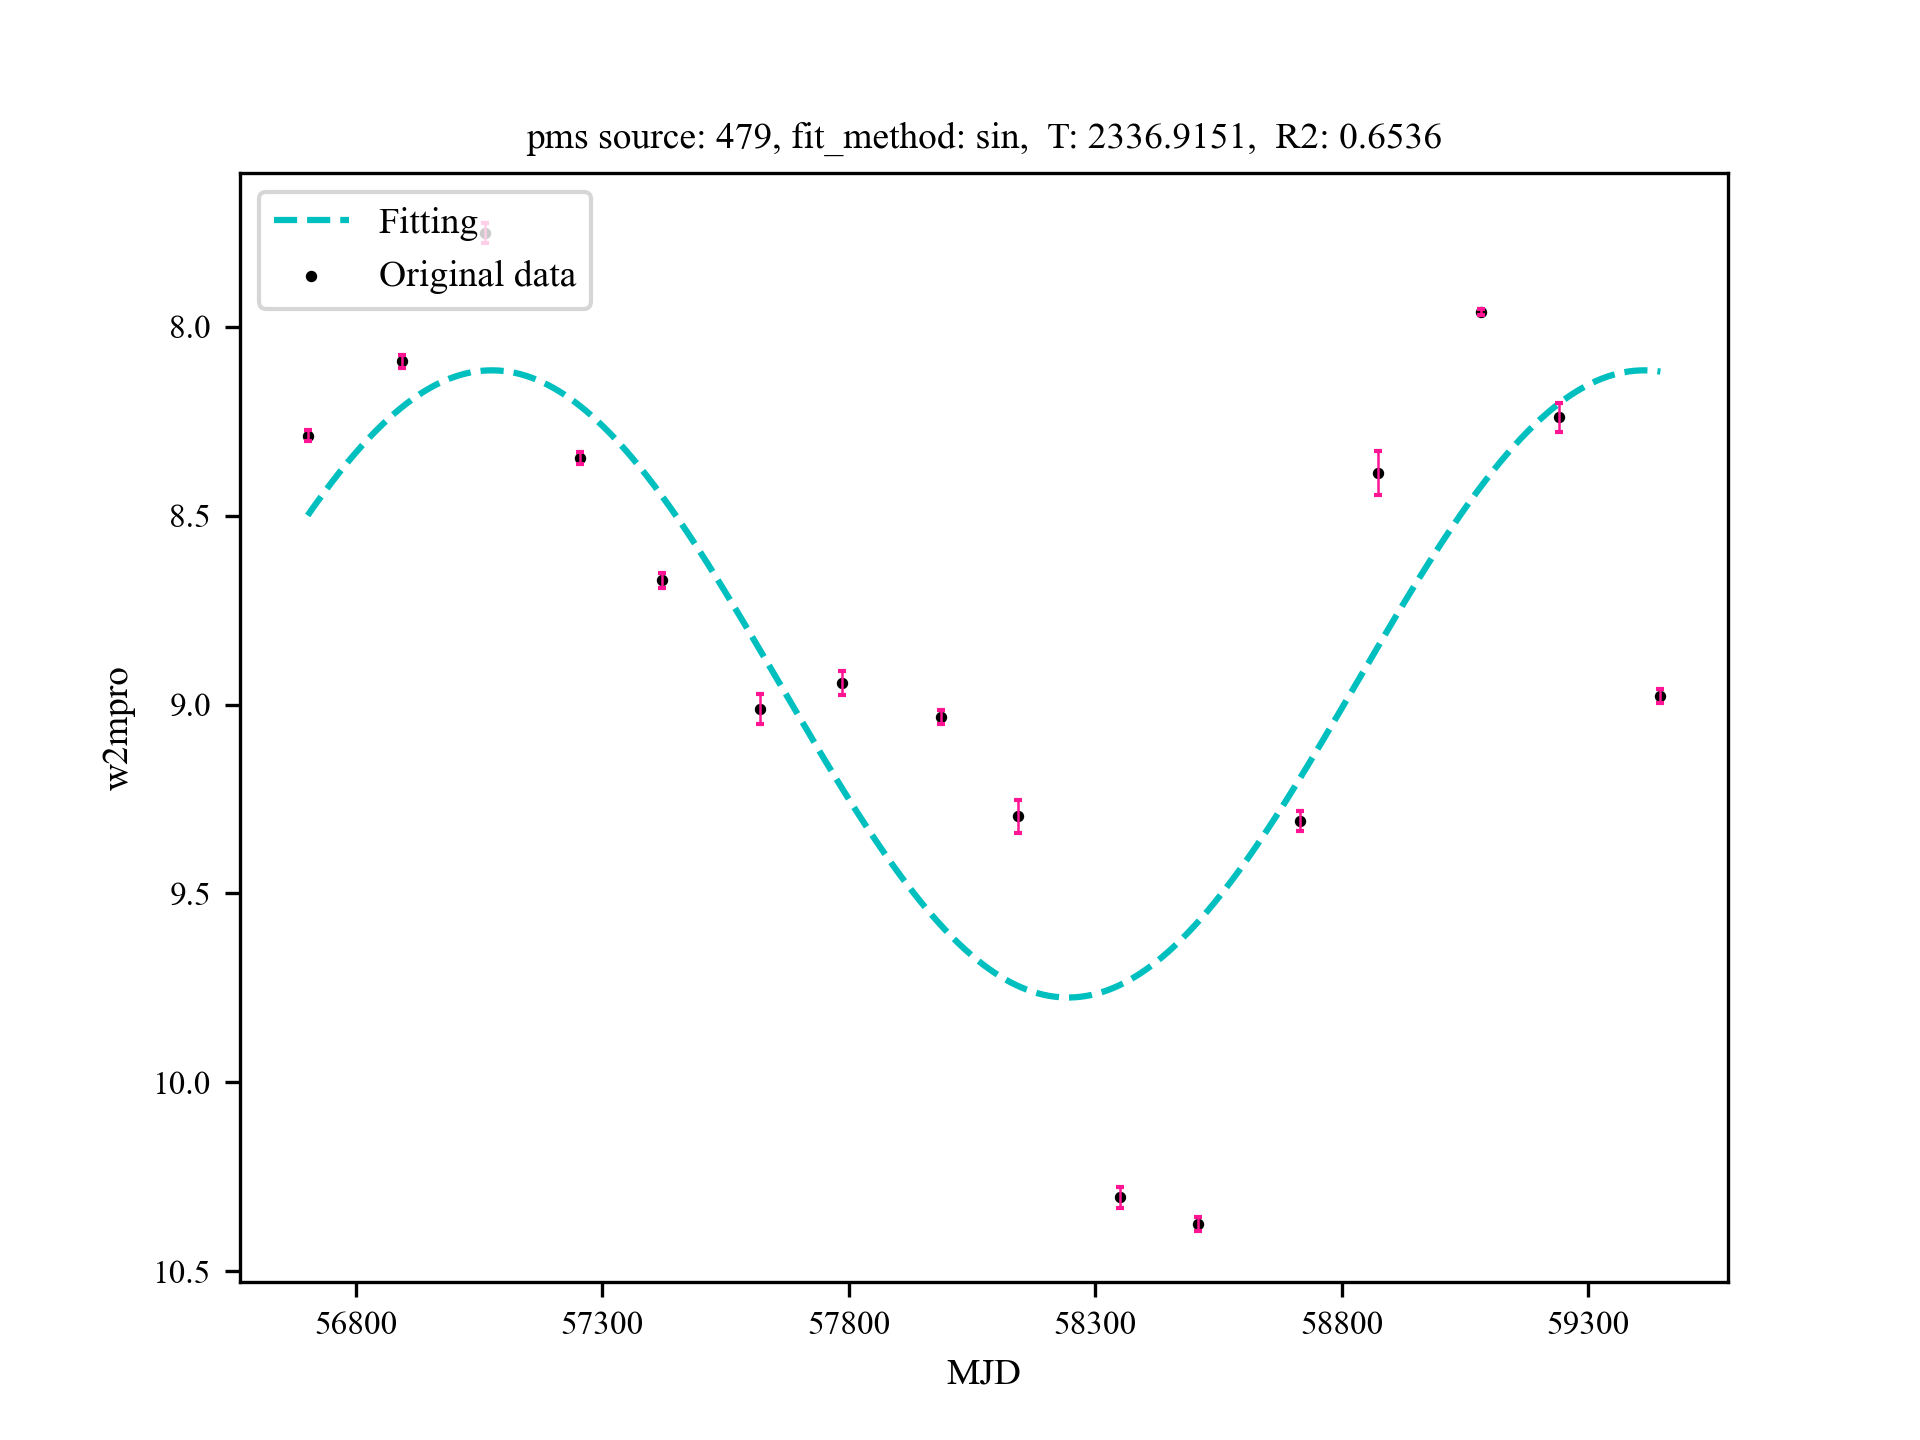 pms source: 479, fit_method: sin,  T: 2336.9151,  R2: 0.6536
Fitting
Original data
8.0
8.5
9.0
9.5
10.0
10.5
w2mpro
56800 57300 57800 58300 58800 59300
MJD